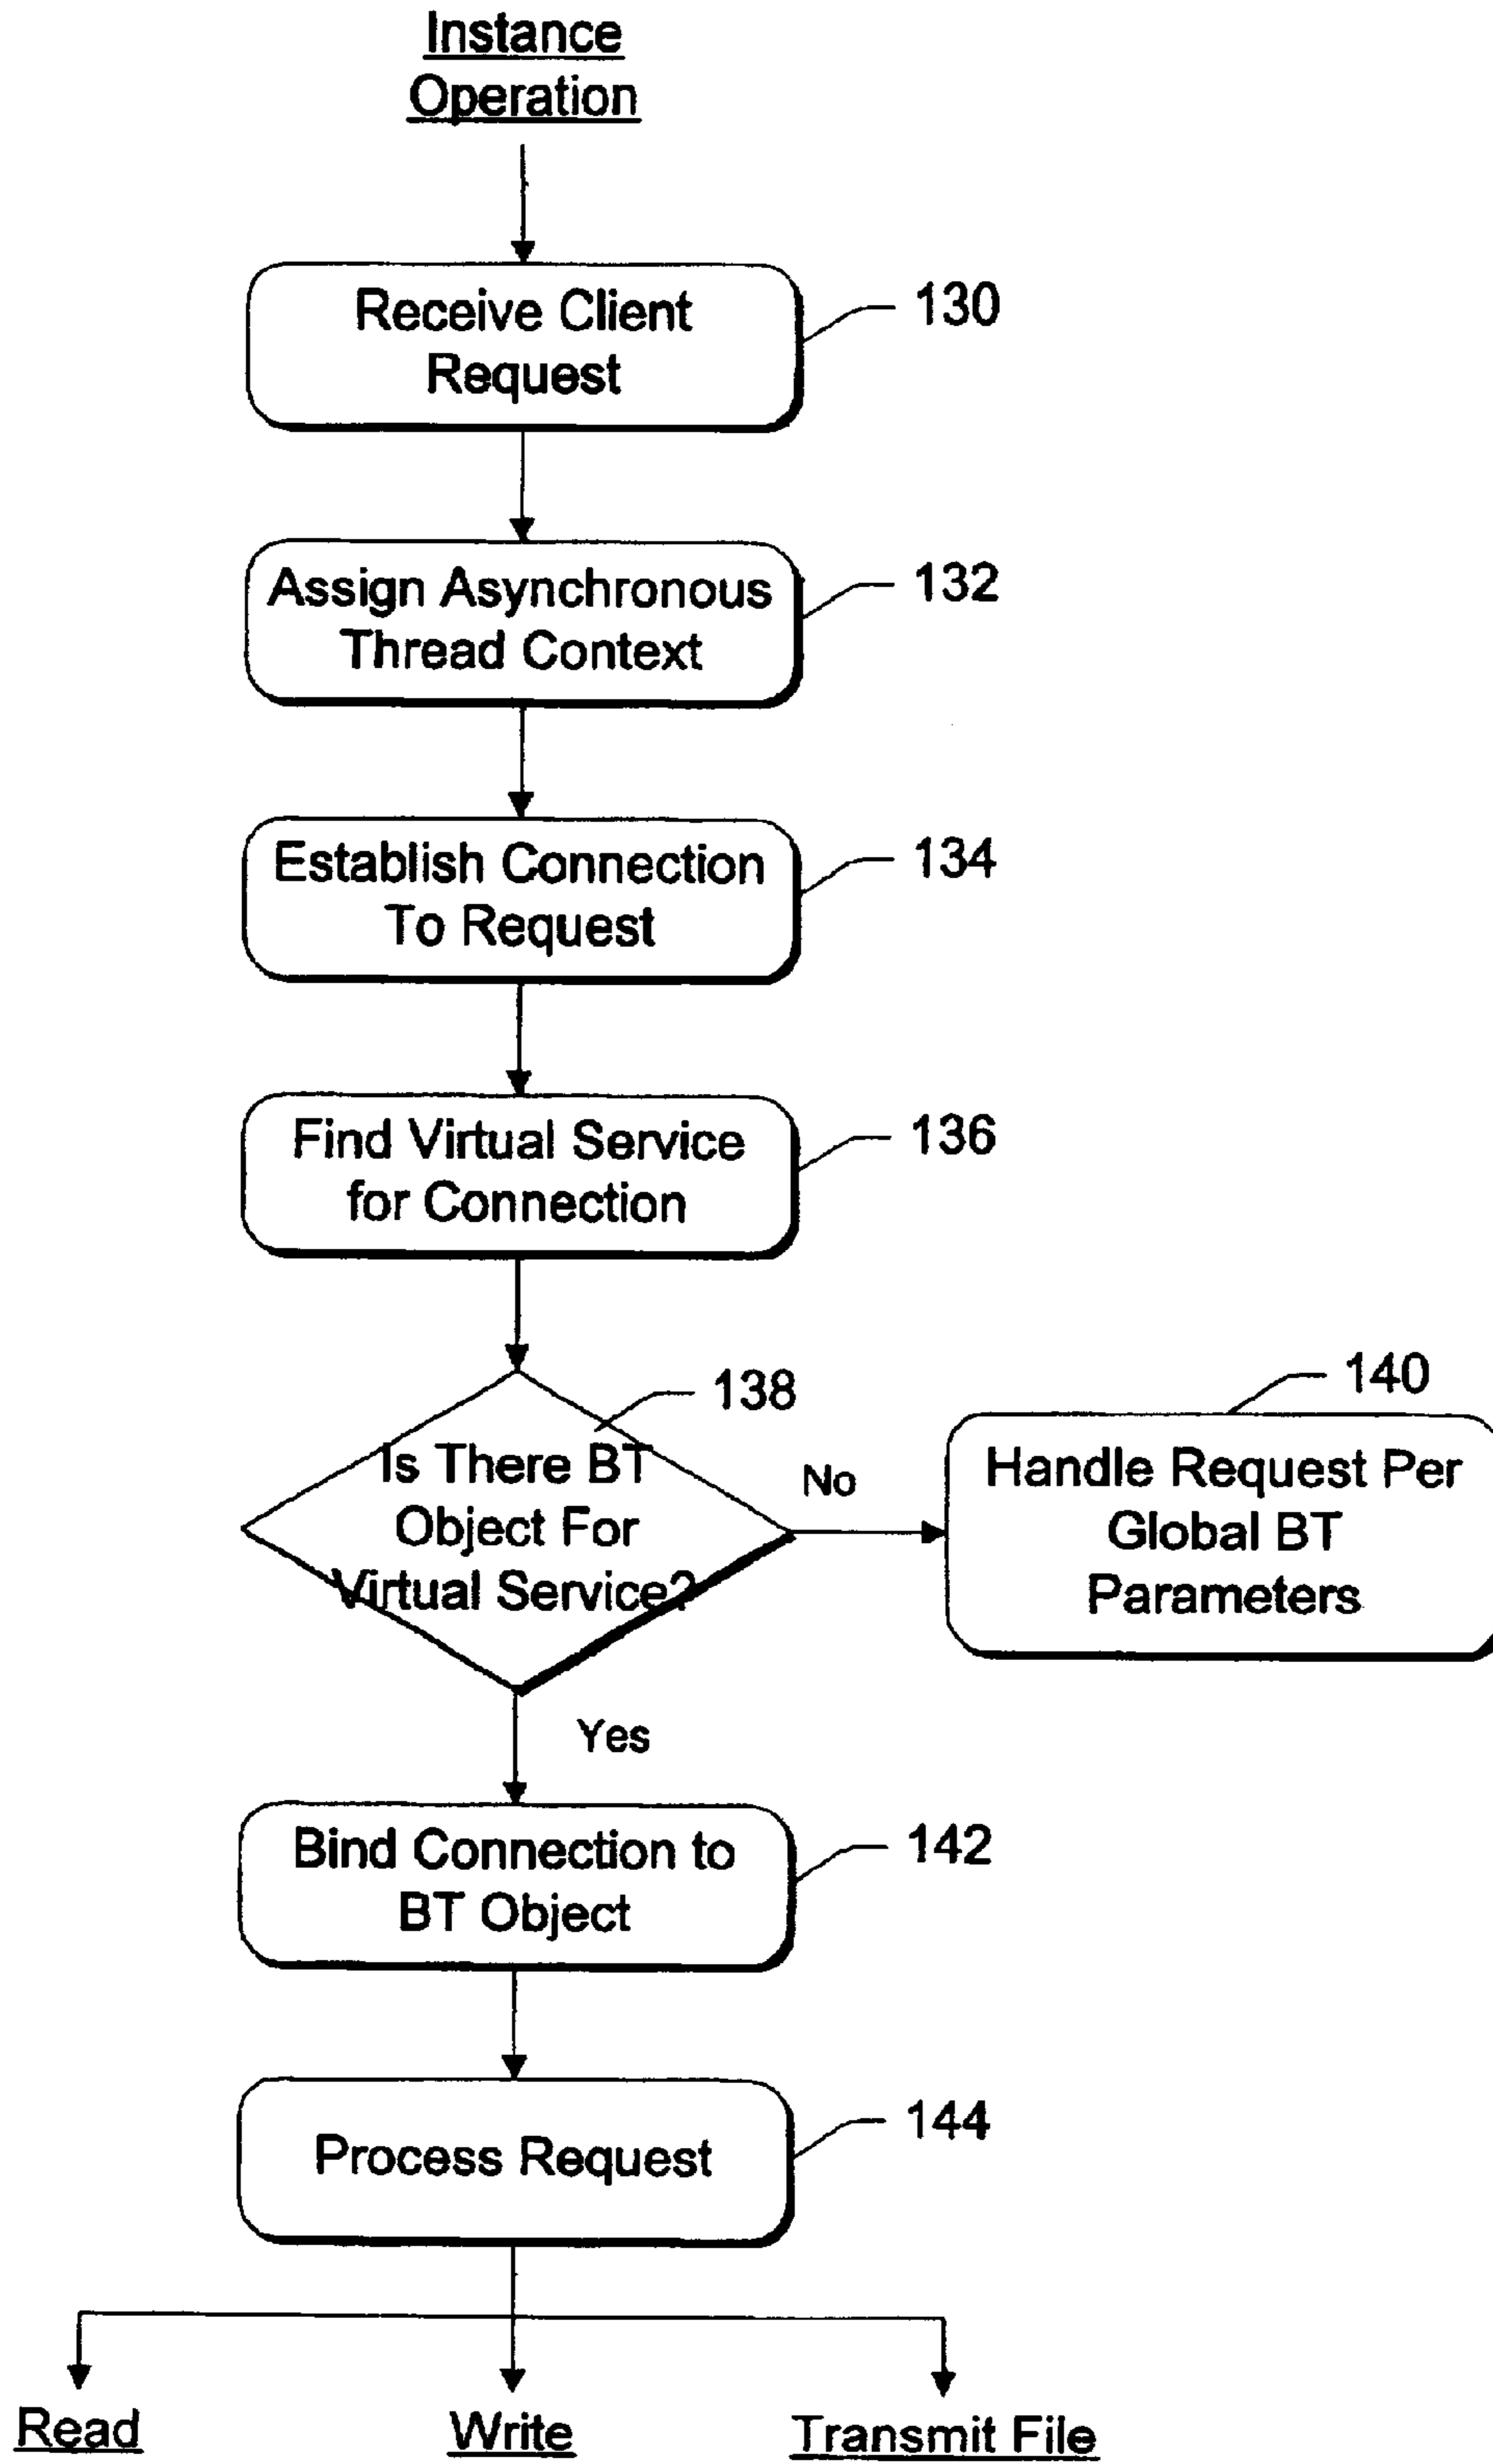 Instance
Operation
Receive Client
Request
130
Assign Asynchronous
Thread Context
132
Establish Connection
To Request
134
Find Virtual Service
for Connection
136
138
Is There BT
Object For
Virtual Service?
No
140
Handle Request Per
Global BT
Parameters
Yes
Bind Connection to
BT Object
142
Process Request
144
Read
Write
Transmit File